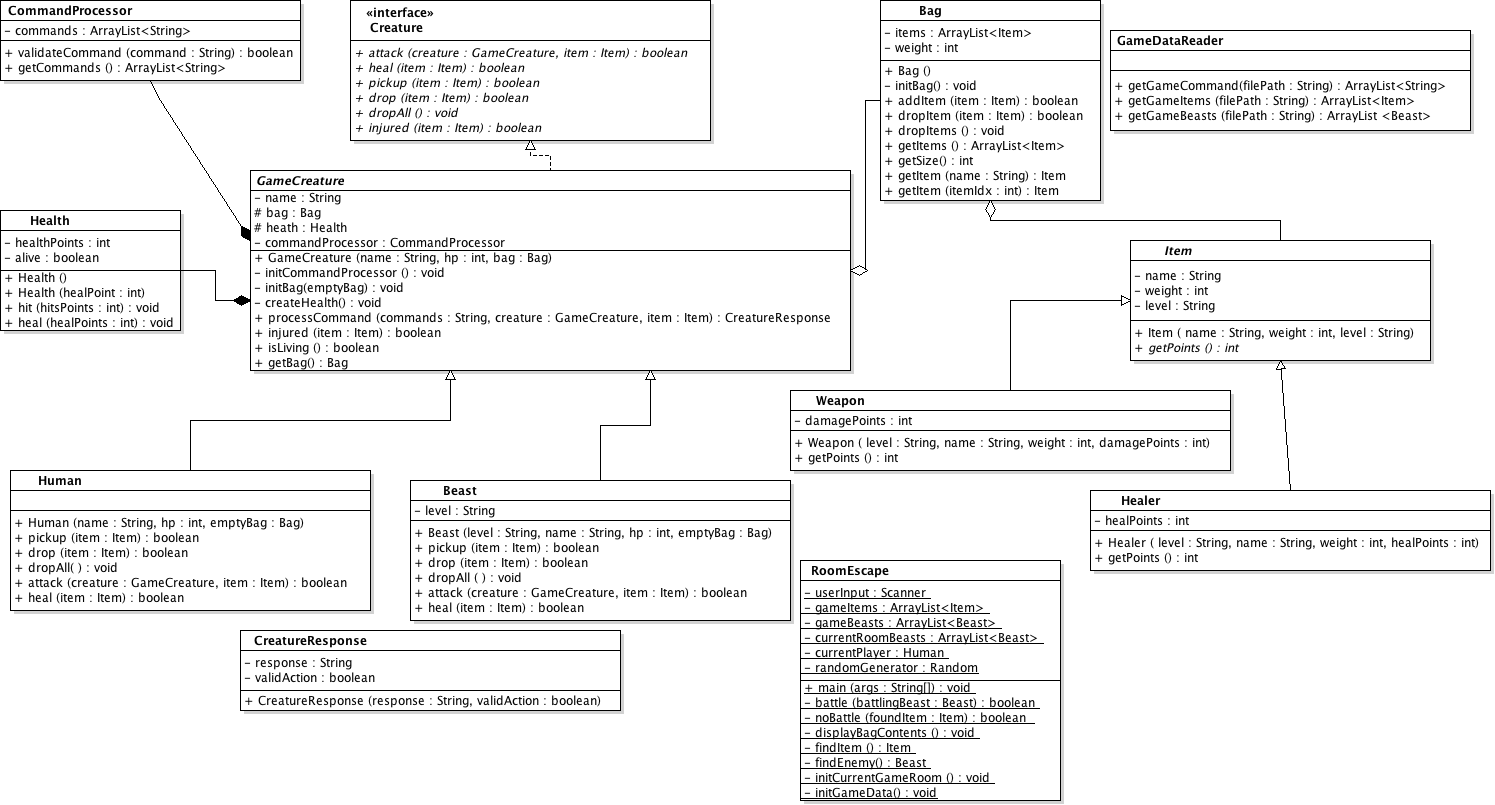 CommandProcessor
– commands : ArrayList<String>
+ validateCommand (command : String) : boolean
+ getCommands () : ArrayList<String>
«interface»
Creature
+ attack (creature : GameCreature, item : Item) : boolean
+ heal (item : Item) : boolean
+ pickup (item : Item) : boolean
+ drop (item : Item) : boolean
+ dropAll () : void
+ injured (item : Item) : boolean
Bag
– items : ArrayList<Item>
– weight : int
+ Bag ()
– initBag() : void
+ addItem (item : Item) : boolean
+ dropItem (item : Item) : boolean
+ dropItems () : void
+ getItems () : ArrayList<Item>
+ getSize() : int
+ getItem (name : String) : Item
+ getItem (itemIdx : int) : Item
GameDataReader
+ getGameCommand(filePath : String) : ArrayList<String>
+ getGameItems (filePath : String) : ArrayList<Item>
+ getGameBeasts (filePath : String) : ArrayList <Beast>
GameCreature
– name : String
# bag : Bag
# heath : Health
– commandProcessor : CommandProcessor
+ GameCreature (name : String, hp : int, bag : Bag)
– initCommandProcessor () : void
– initBag(emptyBag) : void
– createHealth() : void
+ processCommand (commands : String, creature : GameCreature, item : Item) : CreatureResponse
+ injured (item : Item) : boolean
+ isLiving () : boolean
+ getBag() : Bag
Health
– healthPoints : int
– alive : boolean
+ Health ()
+ Health (healPoint : int)
+ hit (hitsPoints : int) : void
+ heal (healPoints : int) : void
Item
– name : String
– weight : int
– level : String
+ Item ( name : String, weight : int, level : String)
+ getPoints () : int
Weapon
– damagePoints : int
+ Weapon ( level : String, name : String, weight : int, damagePoints : int)
+ getPoints () : int
Human
+ Human (name : String, hp : int, emptyBag : Bag)
+ pickup (item : Item) : boolean
+ drop (item : Item) : boolean
+ dropAll( ) : void
+ attack (creature : GameCreature, item : Item) : boolean
+ heal (item : Item) : boolean
Beast
– level : String
+ Beast (level : String, name : String, hp : int, emptyBag : Bag)
+ pickup (item : Item) : boolean
+ drop (item : Item) : boolean
+ dropAll ( ) : void
+ attack (creature : GameCreature, item : Item) : boolean
+ heal (item : Item) : boolean
Healer
– healPoints : int
+ Healer ( level : String, name : String, weight : int, healPoints : int)
+ getPoints () : int
RoomEscape
– userInput : Scanner
– gameItems : ArrayList<Item>
– gameBeasts : ArrayList<Beast>
– currentRoomBeasts : ArrayList<Beast>
– currentPlayer : Human
– randomGenerator : Random
+ main (args : String[]) : void
– battle (battlingBeast : Beast) : boolean
– noBattle (foundItem : Item) : boolean
– displayBagContents () : void
– findItem () : Item
– findEnemy() : Beast
– initCurrentGameRoom () : void
– initGameData() : void
CreatureResponse
– response : String
– validAction : boolean
+ CreatureResponse (response : String, validAction : boolean)